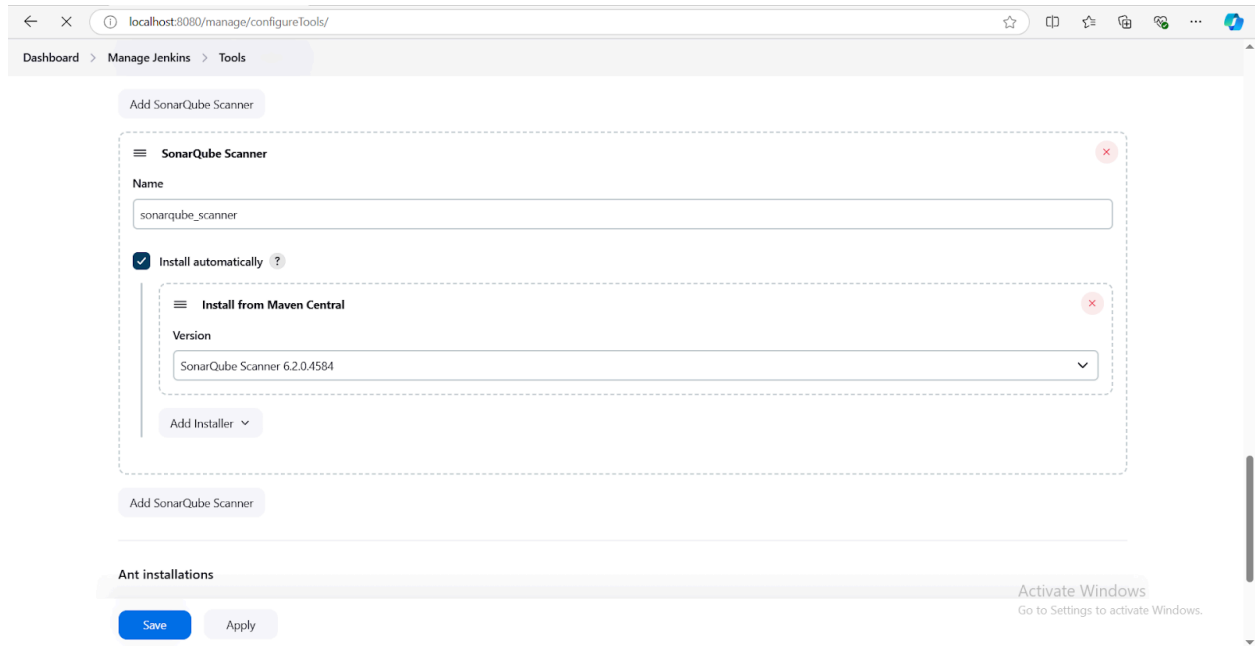 localhost:8080/manage/configureTools/
Dashboard > Manage Jenkins > Tools
Add SonarQube Scanner
SonarQube Scanner
Name
sonarqube_scanner
Install automatically ?
Install from Maven Central
Version
SonarQube Scanner 6.2.0.4584
Add Installer
Add SonarQube Scanner
Ant installations
Activate Windows
Go to Settings to activate Windows.
Save Apply